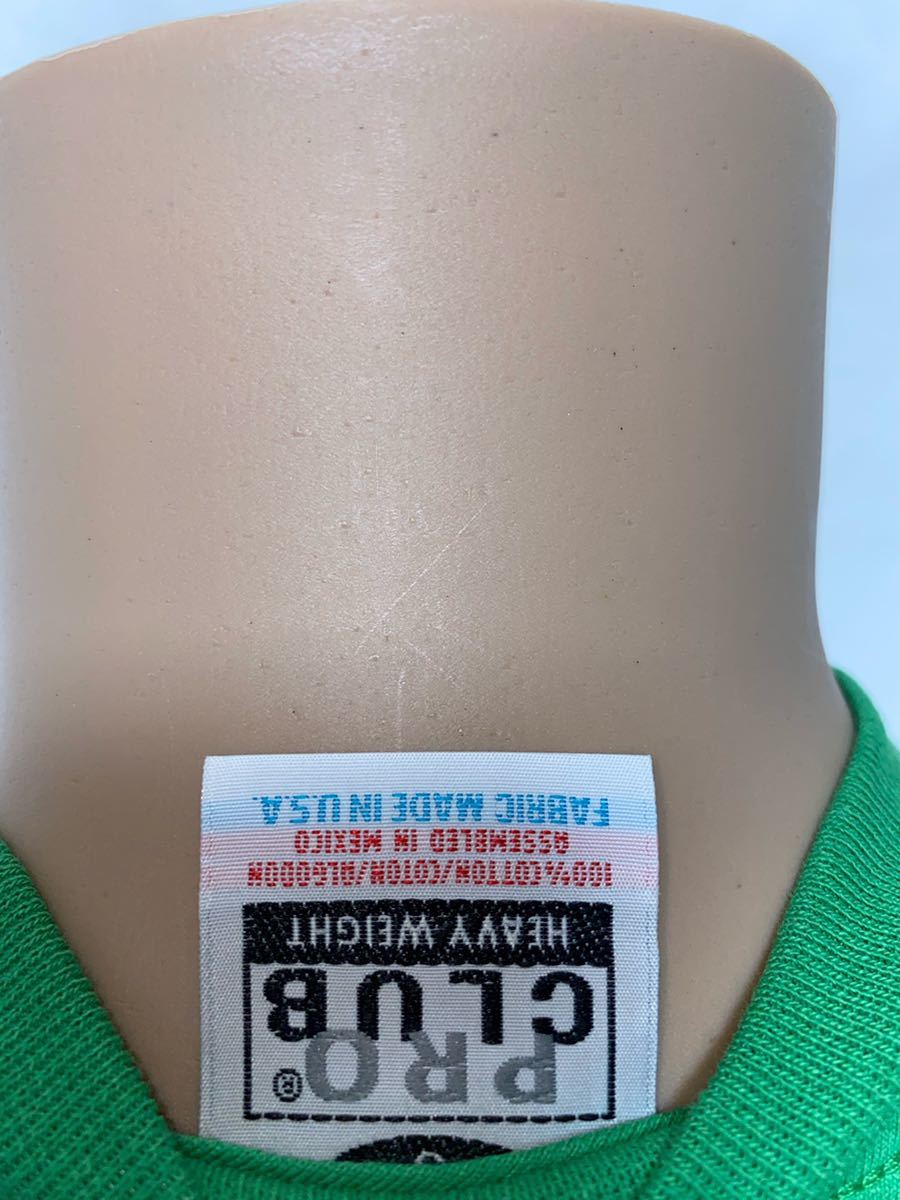 PRO®
CLUB
HEAVY WEIGHT
100% COTTON/COTON/ALGODON
ASSEMBLED IN MEXICO
FABRIC MADE IN U.S.A.